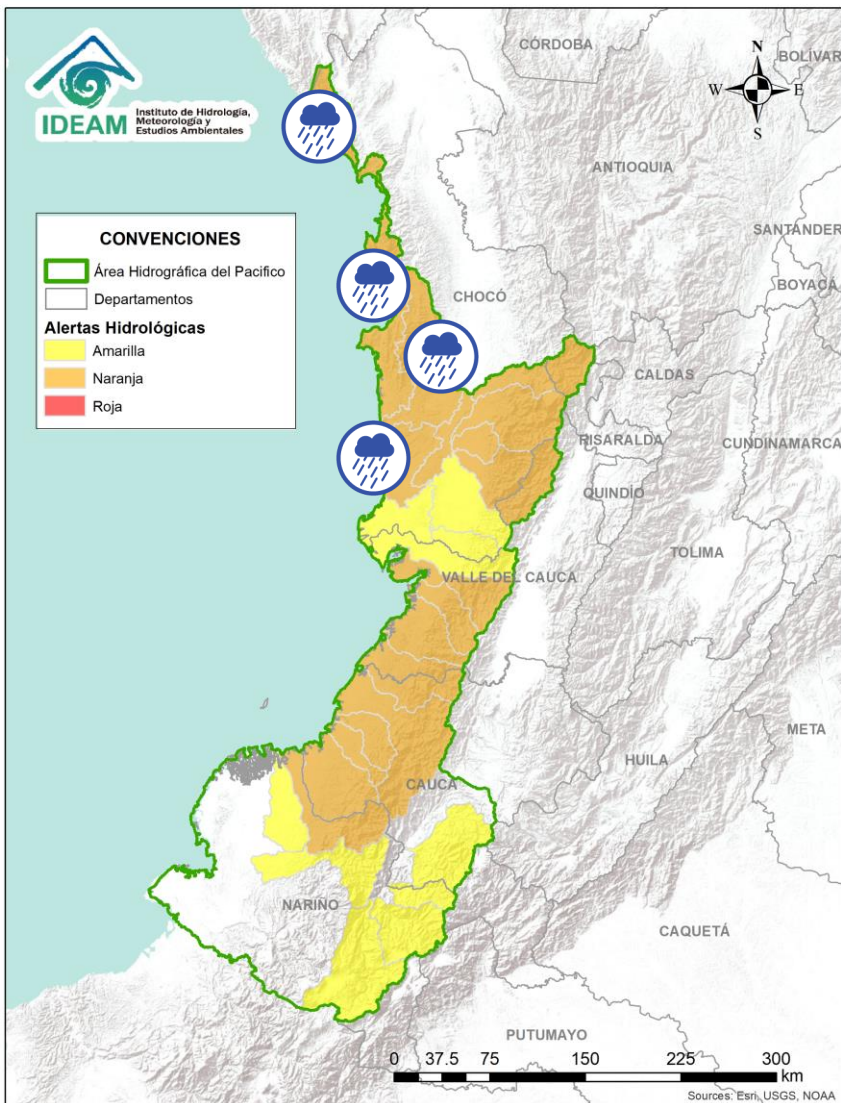 IDEAM
Instituto de Hidrología,
Meteorología y
Estudios Ambientales
CONVENCIONES
Área Hidrográfica del Pacifico
Departamentos
Alertas Hidrológicas
Amarilla
Naranja
Roja
N
W
E
S
CÓRDOBA
BOLÍVAR
ANTIOQUIA
SANTANDER
BOYACÁ
CHOCÓ
CALDAS
RISARALDA
CUNDINAMARCA
QUINDÍO
TOLIMA
VALLE DEL CAUCA
META
HUILA
CAUCA
NARIÑO
CAQUETÁ
PUTUMAYO
0 37.5 75 150 225 300
km
Sources: Esri, USGS, NOAA